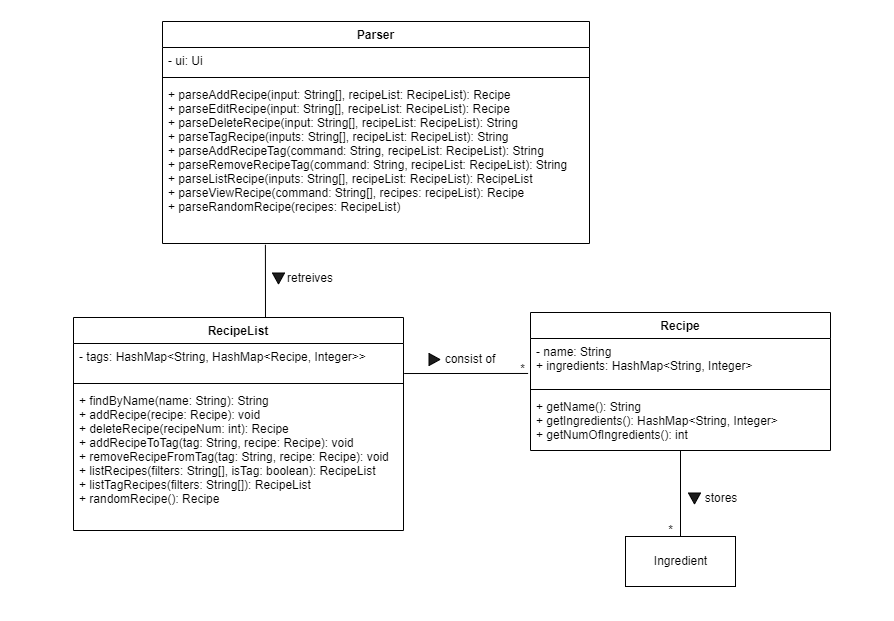 Parser
- ui: Ui
+ parseAddRecipe(input: String[], recipeList: RecipeList): Recipe
+ parseEditRecipe(input: String[], recipeList: RecipeList): Recipe
+ parseDeleteRecipe(input: String[], recipeList: RecipeList): String
+ parseTagRecipe(inputs: String[], recipeList: RecipeList): String
+ parseAddRecipeTag(command: String, recipeList: RecipeList): String
+ parseRemoveRecipeTag(command: String, recipeList: RecipeList): String
+ parseListRecipe(inputs: String[], recipeList: RecipeList): RecipeList
+ parseViewRecipe(command: String[], recipes: recipeList): Recipe
+ parseRandomRecipe(recipes: RecipeList)
retreives
RecipeList
- tags: HashMap<String, HashMap<Recipe, Integer>>
+ findByName(name: String): String
+ addRecipe(recipe: Recipe): void
+ deleteRecipe(recipeNum: int): Recipe
+ addRecipeToTag(tag: String, recipe: Recipe): void
+ removeRecipeFromTag(tag: String, recipe: Recipe): void
+ listRecipes(filters: String[], isTag: boolean): RecipeList
+ listTagRecipes(filters: String[]): RecipeList
+ randomRecipe(): Recipe
consist of
*
Recipe
- name: String
+ ingredients: HashMap<String, Integer>
+ getName(): String
+ getIngredients(): HashMap<String, Integer>
+ getNumOfIngredients(): int
stores
*
Ingredient